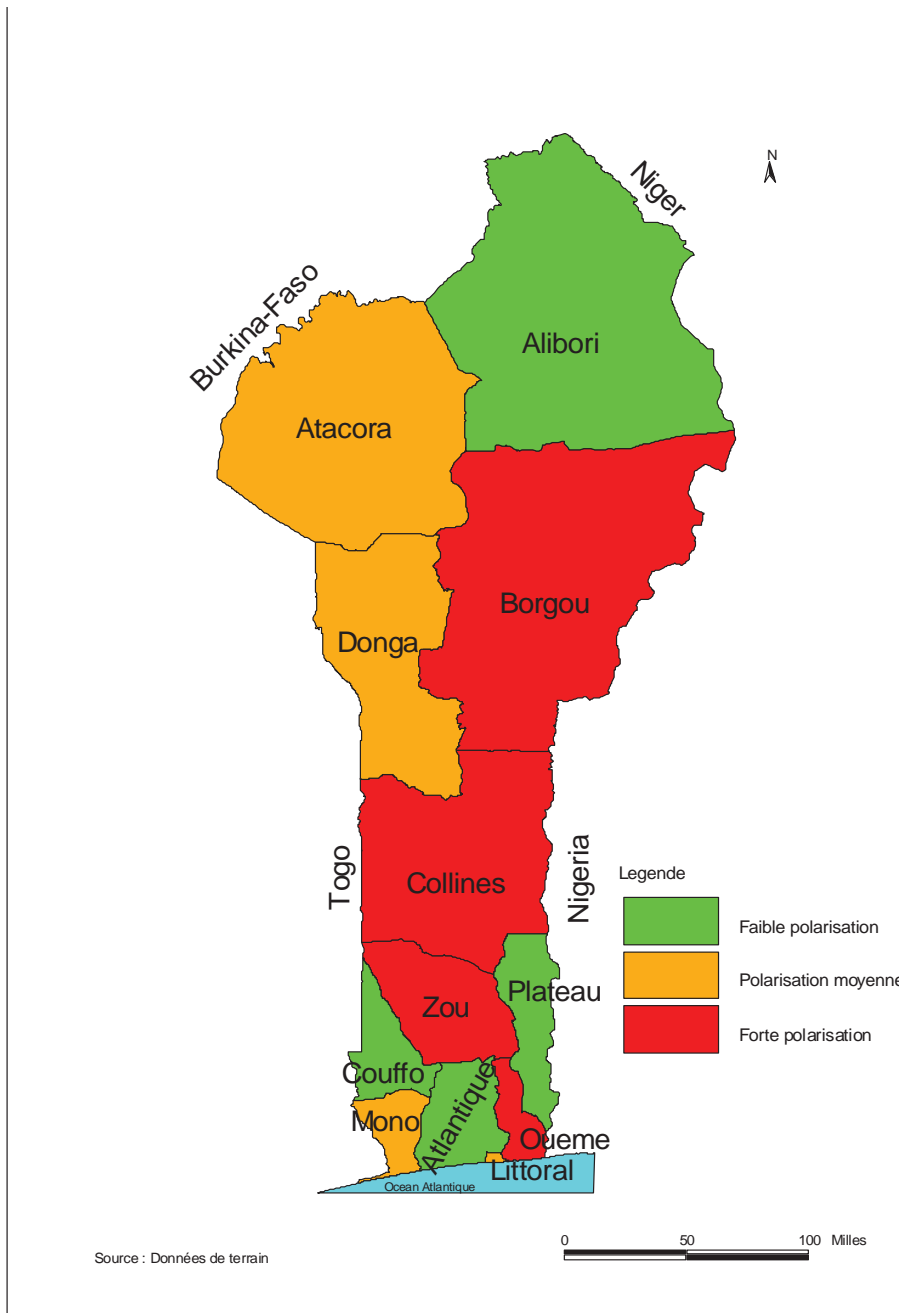 N
Niger
Burkina-Faso
Alibori
Atacora
Borgou
Donga
Togo
Collines
Nigeria
Legende
Faible polarisation
Polarisation moyenne
Forte polarisation
Plateau
Zou
Couffo
Atlantique
Mono
Oueme
Littoral
Ocean Atlantique
0 50 100 Milles
Source : Données de terrain